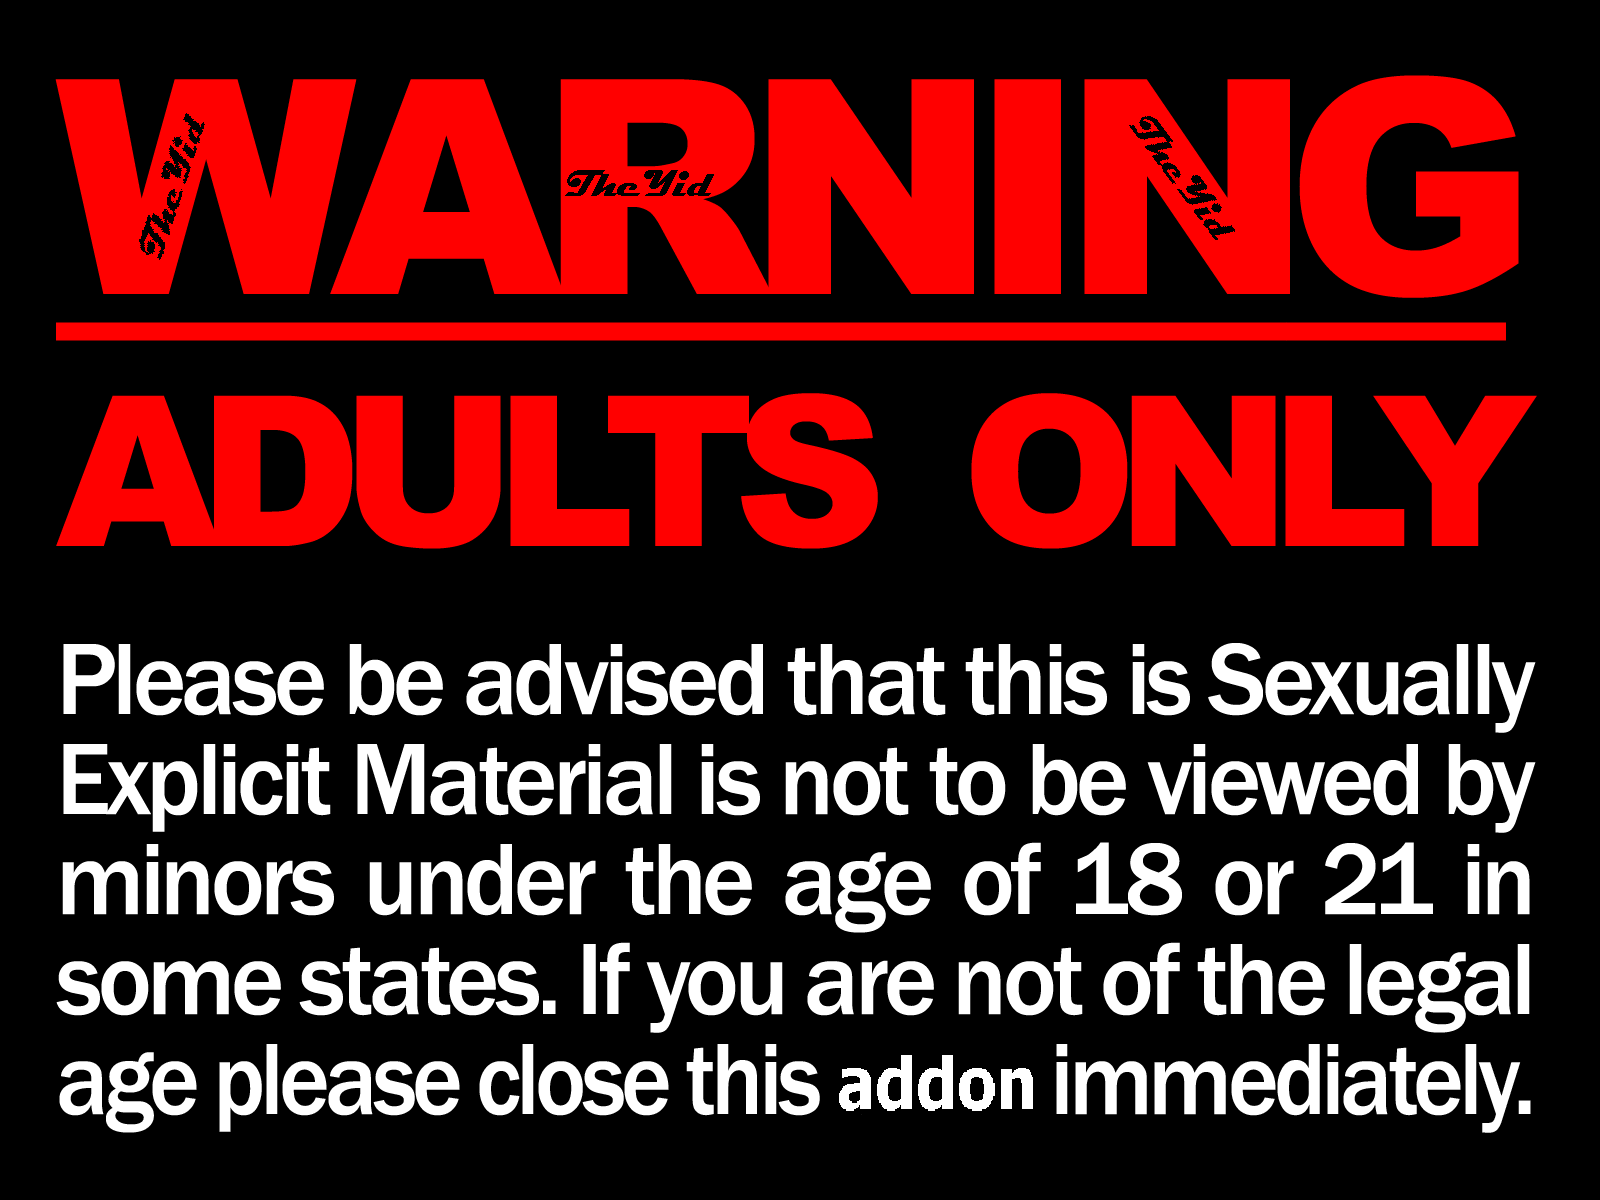 WARNING
The Yid
The Yid
The Yid
ADULTS ONLY
Please be advised that this is Sexually
Explicit Material is not to be viewed by
minors under the age of 18 or 21 in
some states. If you are not of the legal
age please close this addon immediately.